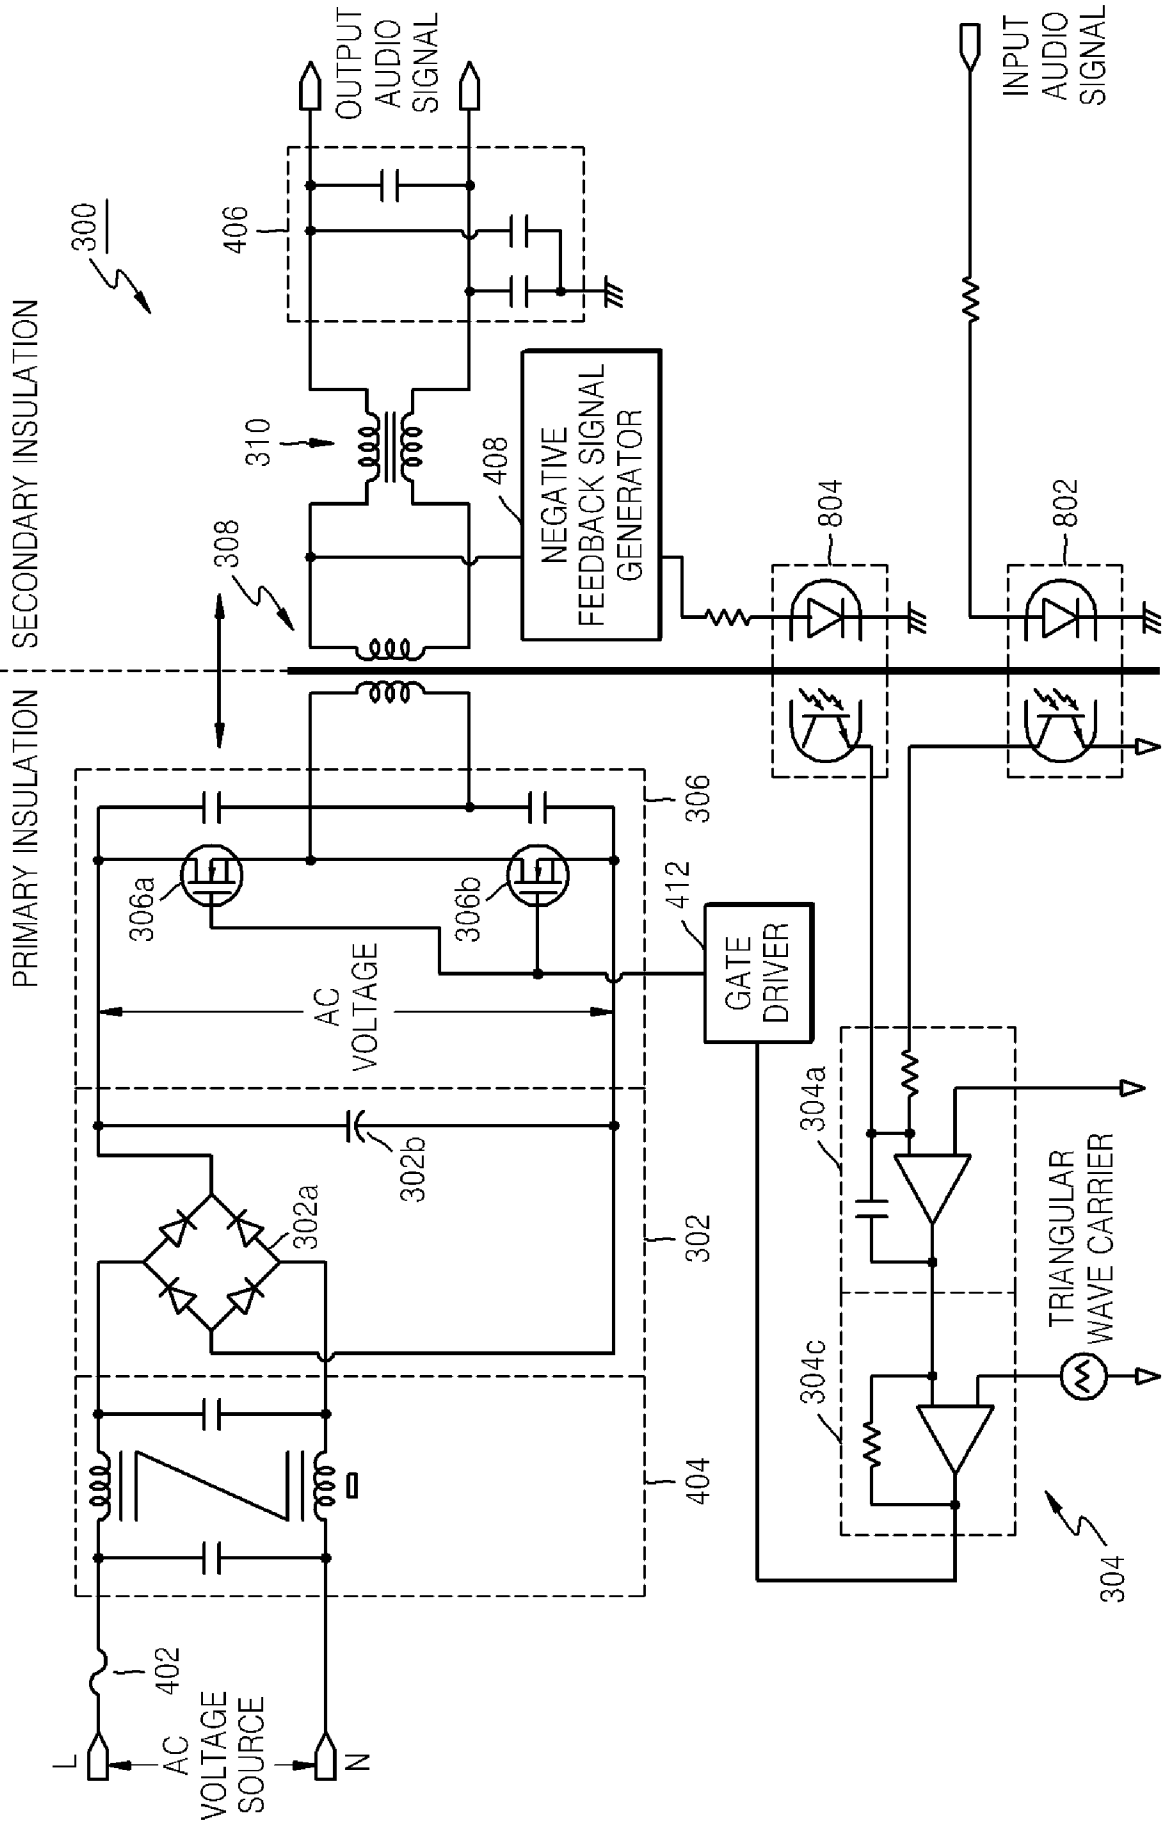 PRIMARY INSULATION
SECONDARY INSULATION
300
L
AC
VOLTAGE
SOURCE
N
402
404
302a
302b
302
AC
VOLTAGE
306a
306b
306
308
310
406
OUTPUT
AUDIO
SIGNAL
412
GATE
DRIVER
408
NEGATIVE
FEEDBACK SIGNAL
GENERATOR
804
802
INPUT
AUDIO
SIGNAL
304c
304a
304
TRIANGULAR
WAVE CARRIER